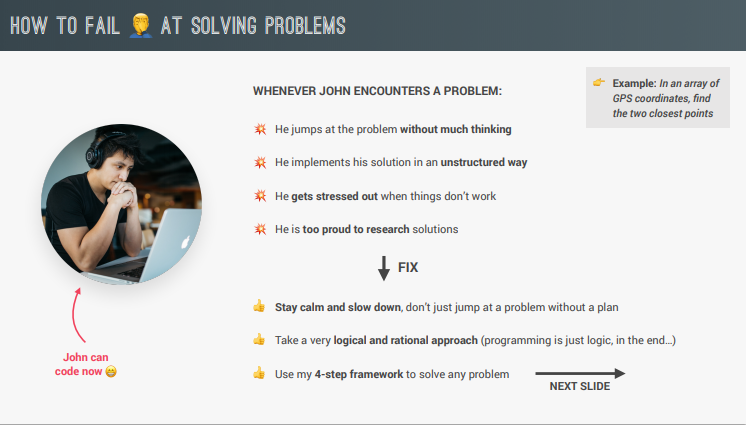 HOW TO FAIL 🤦‍♂️ AT SOLVING PROBLEMS
WHENEVER JOHN ENCOUNTERS A PROBLEM:
👉 Example: In an array of
GPS coordinates, find
the two closest points
💥 He jumps at the problem without much thinking
💥 He implements his solution in an unstructured way
💥 He gets stressed out when things don’t work
💥 He is too proud to research solutions
FIX
👍 Stay calm and slow down, don’t just jump at a problem without a plan
👍 Take a very logical and rational approach (programming is just logic, in the end…)
👍 Use my 4-step framework to solve any problem
NEXT SLIDE
John can
code now 😁